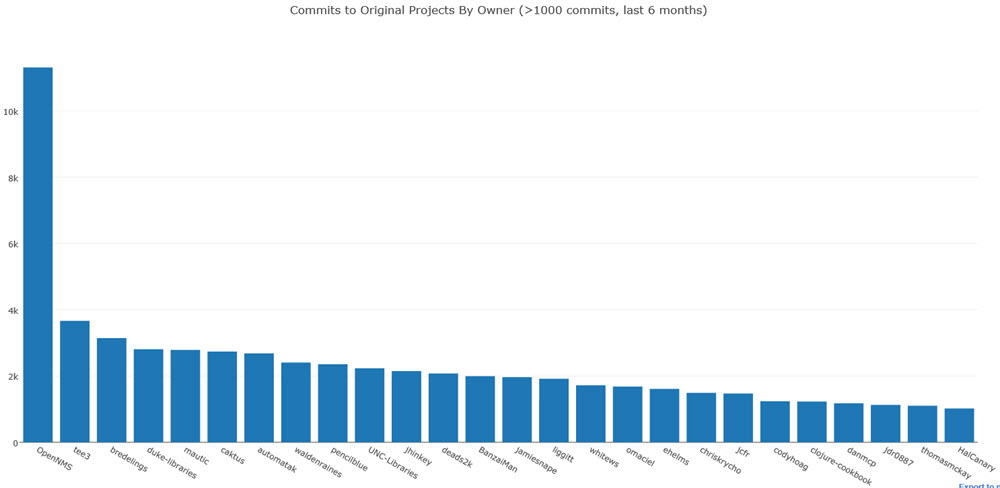 Commits to Original Projects By Owner (>1000 commits, last 6 months)
10k
8k
6k
4k
2k
0
OpenNMS
tee3
bredelings
duke-libraries
mautic
caktus
automatak
waldenraines
pencilblue
UNC-Libraries
jhinkey
deads2k
BanzaiMan
jamiesnape
liggitt
whitews
omaciel
ehelms
chriskrycho
jcfr
codyhoag
clojure-cookbook
danmcp
jdr0887
thomasmckay
HalCanary
Export to